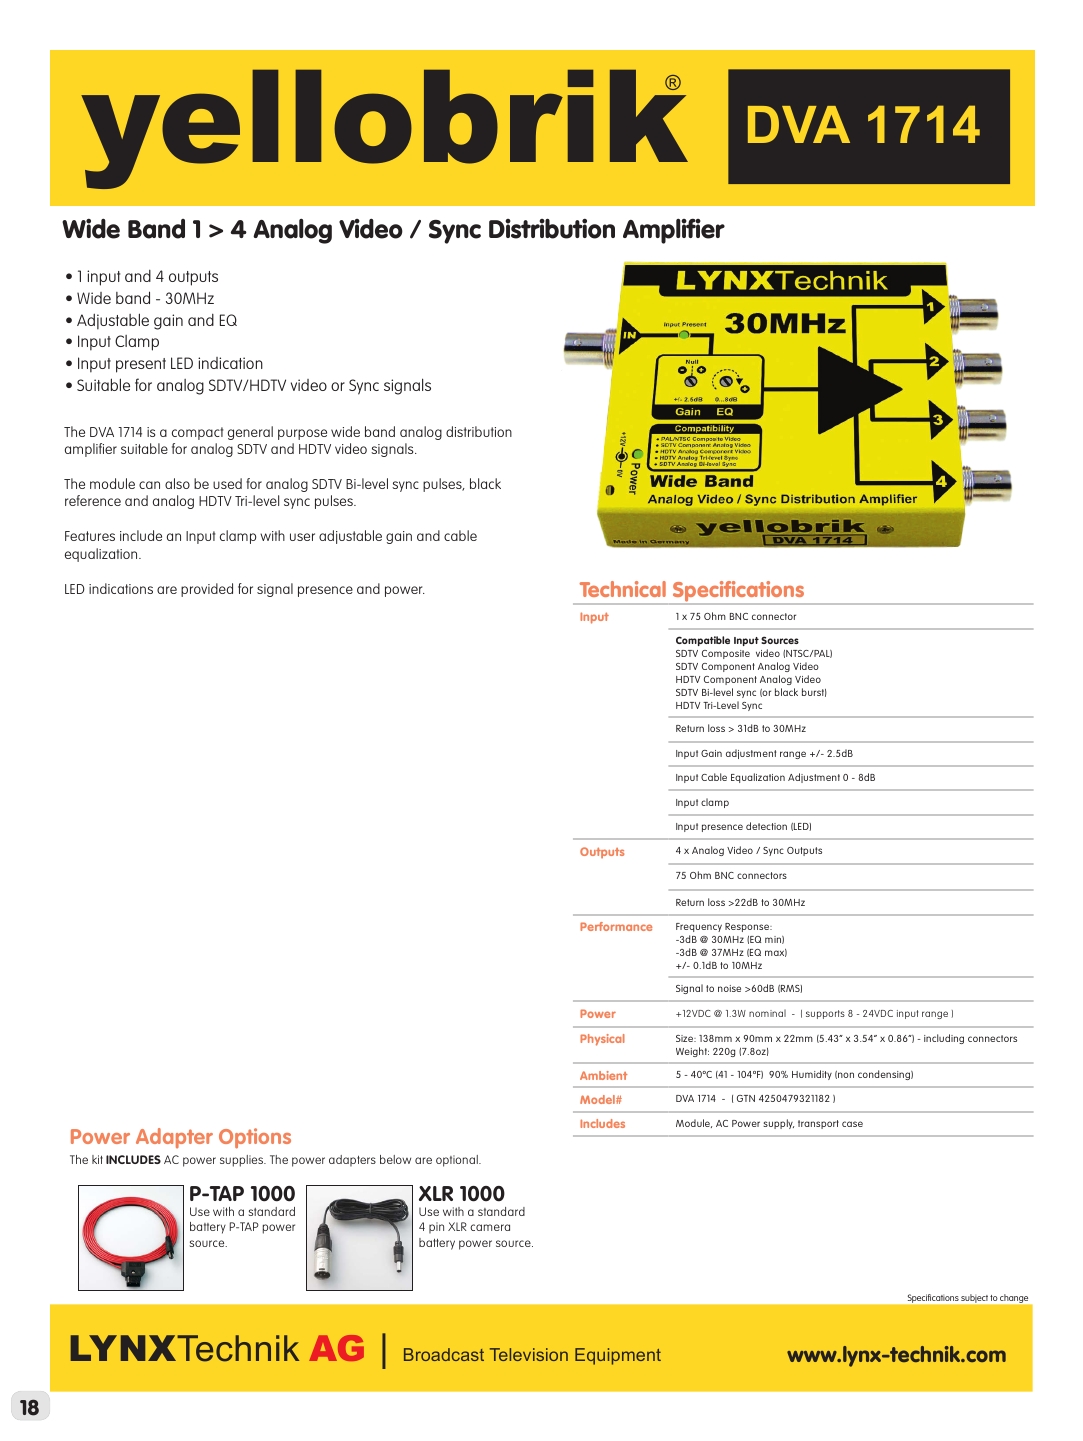 yellobrik®
DVA 1714
Wide Band 1 > 4 Analog Video / Sync Distribution Amplifier
• 1 input and 4 outputs
• Wide band - 30MHz
• Adjustable gain and EQ
• Input Clamp
• Input present LED indication
• Suitable for analog SDTV/HDTV video or Sync signals
The DVA 1714 is a compact general purpose wide band analog distribution
amplifier suitable for analog SDTV and HDTV video signals.
The module can also be used for analog SDTV Bi-level sync pulses, black
reference and analog HDTV Tri-level sync pulses.
Features include an Input clamp with user adjustable gain and cable
equalization.
LED indications are provided for signal presence and power.
LYNXTechnik
30MHz
Input Present
IN
1
2
3
4
Null
- +
+
+/- 2.5dB 0...8dB
Gain EQ
Compatibility
• PAL/NTSC Composite Video
• SDTV Component Analog Video
• HDTV Analog Component Video
• HDTV Analog Tri-level Sync
• SDTV Analog Bi-level Sync
+12V
0V
Power
Wide Band
Analog Video / Sync Distribution Amplifier
yellobrik
Made in Germany
DVA 1714
Technical Specifications
Input
1 x 75 Ohm BNC connector
Compatible Input Sources
SDTV Composite video (NTSC/PAL)
SDTV Component Analog Video
HDTV Component Analog Video
SDTV Bi-level sync (or black burst)
HDTV Tri-Level Sync
Return loss > 31dB to 30MHz
Input Gain adjustment range +/- 2.5dB
Input Cable Equalization Adjustment 0 - 8dB
Input clamp
Input presence detection (LED)
Outputs
4 x Analog Video / Sync Outputs
75 Ohm BNC connectors
Return loss >22dB to 30MHz
Performance
Frequency Response:
-3dB @ 30MHz (EQ min)
-3dB @ 37MHz (EQ max)
+/- 0.1dB to 10MHz
Signal to noise >60dB (RMS)
Power
+12VDC @ 1.3W nominal - ( supports 8 - 24VDC input range )
Physical
Size: 138mm x 90mm x 22mm (5.43” x 3.54” x 0.86”) - including connectors
Weight: 220g (7.8oz)
Ambient
5 - 40ºC (41 - 104ºF) 90% Humidity (non condensing)
Model#
DVA 1714 - ( GTN 4250479321182 )
Includes
Module, AC Power supply, transport case
Power Adapter Options
The kit INCLUDES AC power supplies. The power adapters below are optional.
P-TAP 1000
Use with a standard
battery P-TAP power
source.
XLR 1000
Use with a standard
4 pin XLR camera
battery power source.
Specifications subject to change
LYNXTechnik AG | Broadcast Television Equipment
www.lynx-technik.com
18